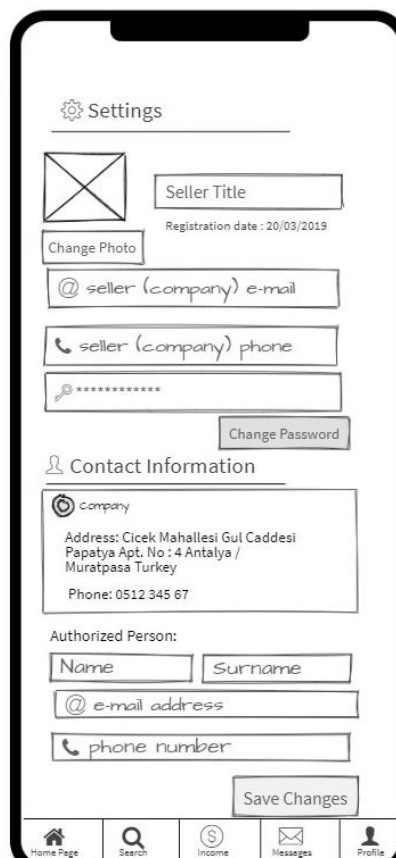 Settings
Seller Title
Registration date : 20/03/2019
Change Photo
@ seller (company) e-mail
seller (company) phone
************
Change Password
Contact Information
Company
Address: Cicek Mahallesi Gul Caddesi
Papatya Apt. No : 4 Antalya /
Muratpasa Turkey
Phone: 0512 345 67
Authorized Person:
Name Surname
@ e-mail address
phone number
Save Changes
Home Page Search Income Messages Profile